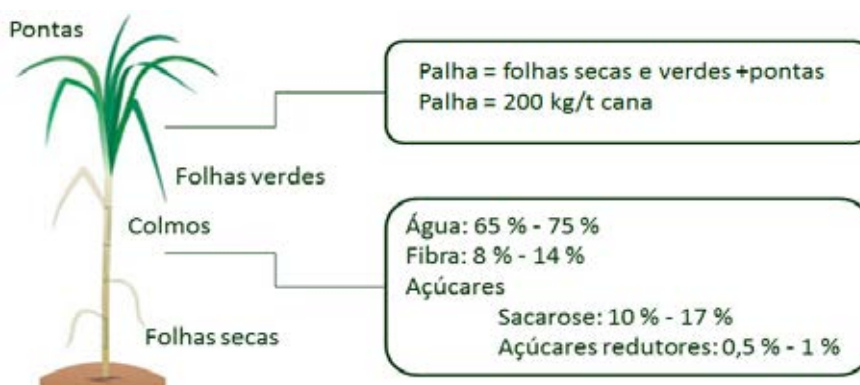 Pontas
Palha = folhas secas e verdes +pontas
Palha = 200 kg/t cana
Folhas verdes
Colmos
Água: 65 % - 75 %
Fibra: 8 % - 14 %
Açúcares
Sacarose: 10 % - 17 %
Açúcares redutores: 0,5 % - 1 %
Folhas secas